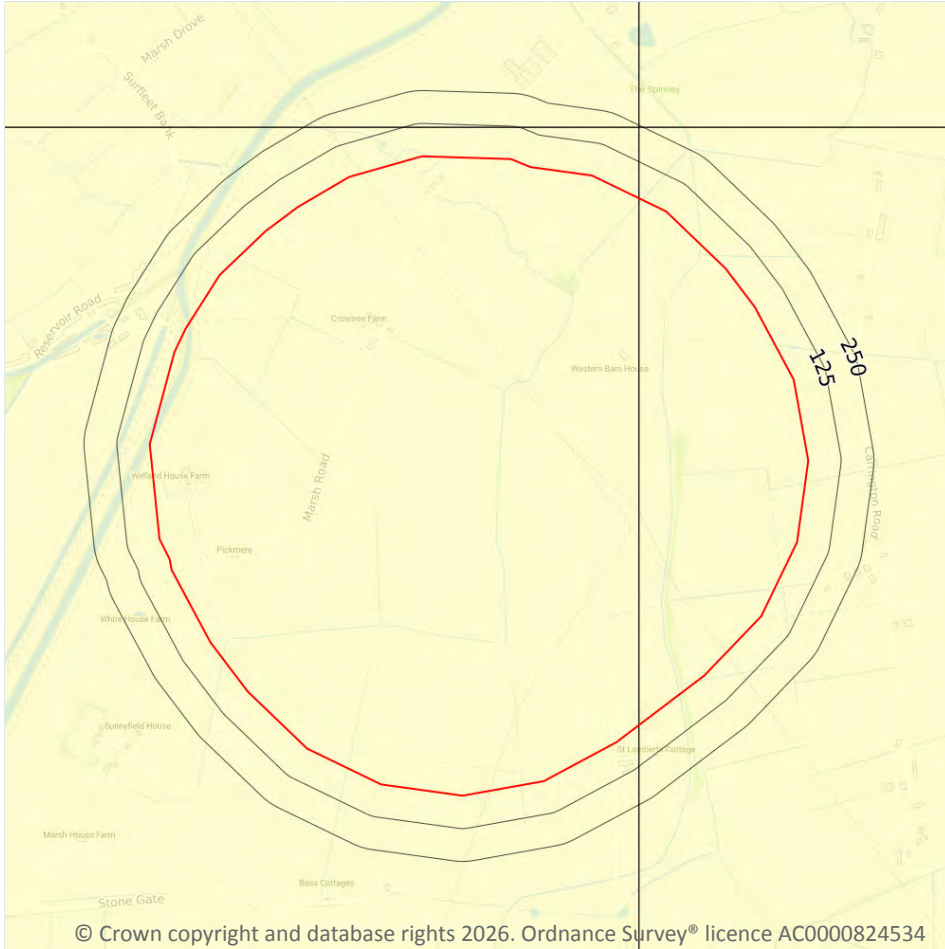 Marsh Drove
Surfleet Bank
The Spinney
Reservoir Road
Crowtree Farm
Western Barn House
125
250
Welland House Farm
Marsh Road
Carrington Road
Pickmere
White House Farm
Sunnyfield House
St Lamberts Cottage
Marsh House Farm
Bass Cottages
Stone Gate
© Crown copyright and database rights 2026. Ordnance Survey® licence AC0000824534